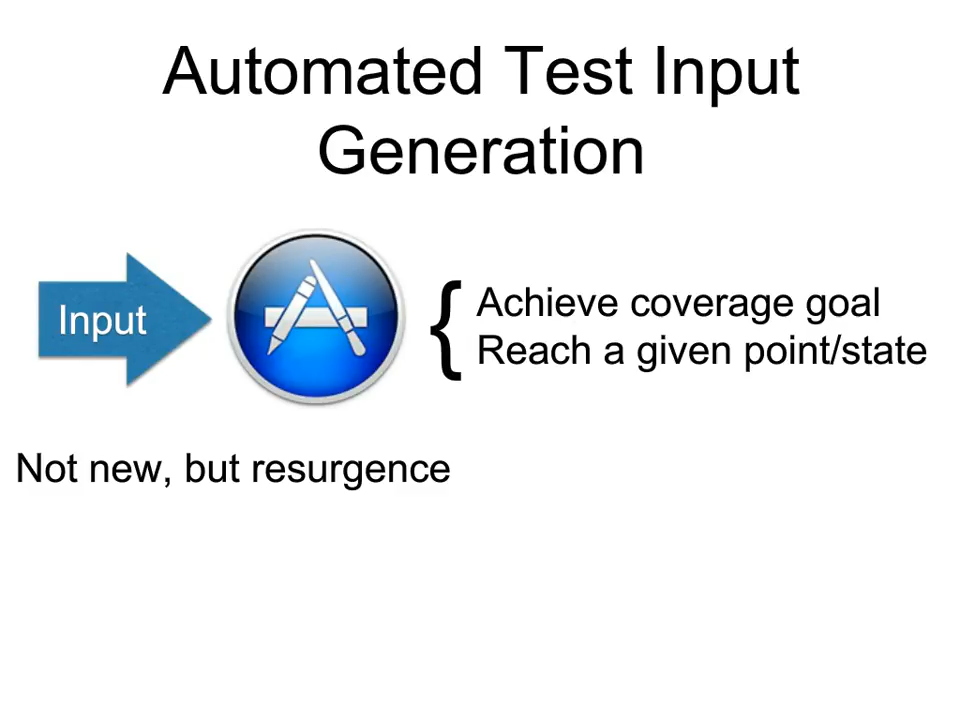 Automated Test Input
Generation
Input
{ Achieve coverage goal
Reach a given point/state
Not new, but resurgence